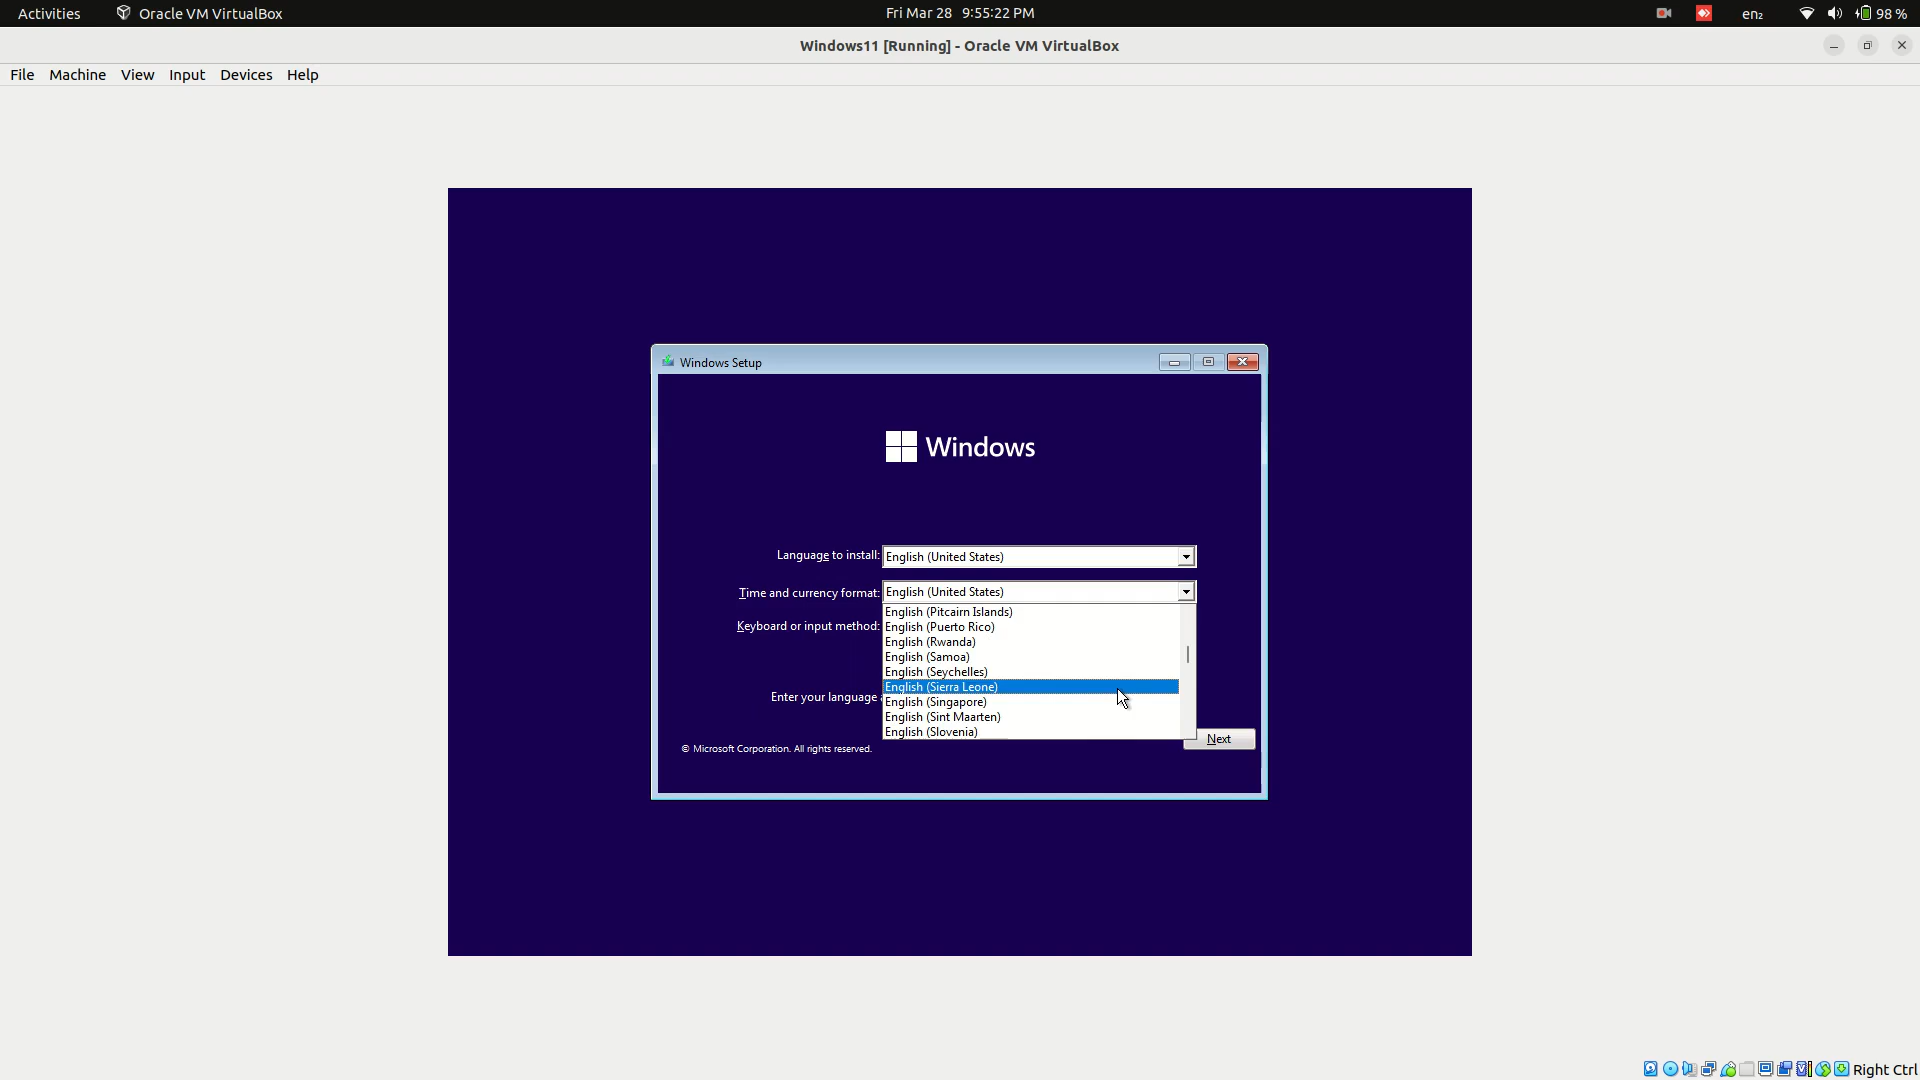 Activities Oracle VM VirtualBox Fri Mar 28 9:55:22 PM en₂ 98 %
Windows11 [Running] - Oracle VM VirtualBox
File Machine View Input Devices Help
Windows Setup
Windows
Language to install: English (United States)
Time and currency format: English (United States)
English (Pitcairn Islands)
Keyboard or input method: English (Puerto Rico)
English (Rwanda)
English (Samoa)
English (Seychelles)
English (Sierra Leone)
Enter your language English (Singapore)
English (Sint Maarten)
English (Slovenia)
Next
© Microsoft Corporation. All rights reserved.
Right Ctrl